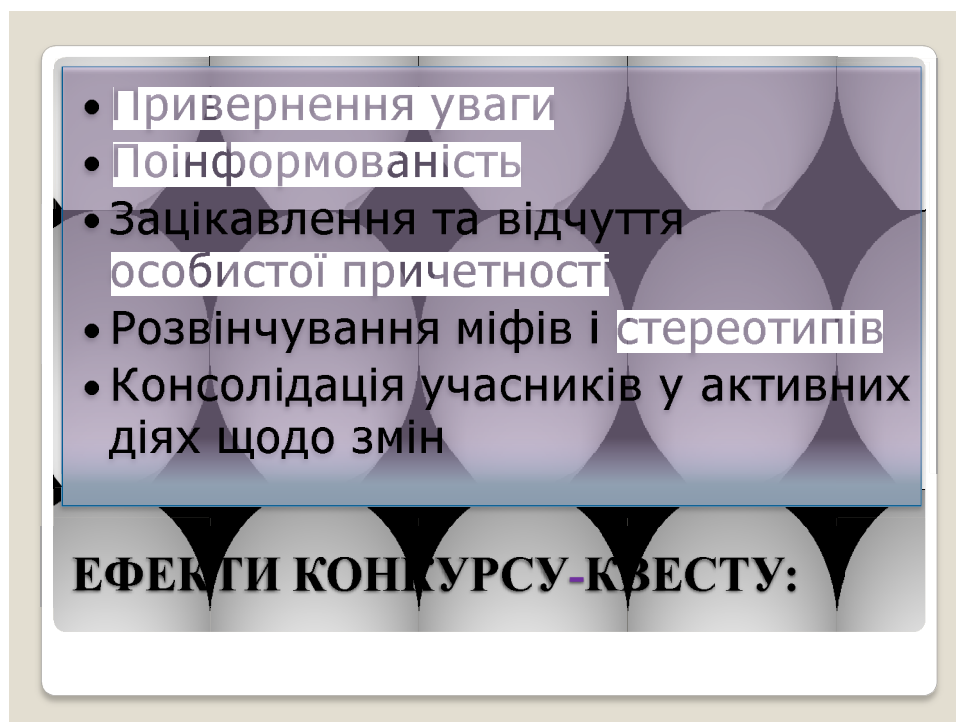 • Привернення уваги
• Поінформованість
• Зацікавлення та відчуття
особистої причетності
• Розвінчування міфів і стереотипів
• Консолідація учасників у активних
діях щодо змін
ЕФЕКТИ КОНКУРСУ-КВЕСТУ: